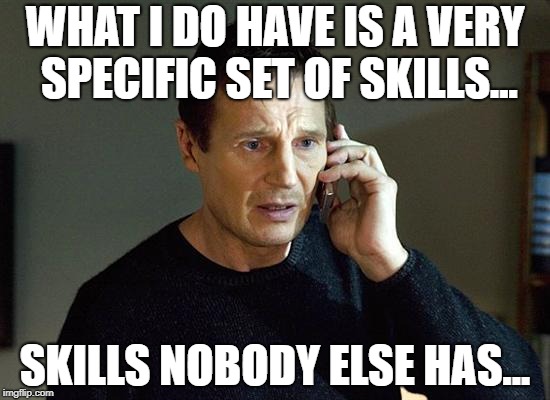 WHAT I DO HAVE IS A VERY
SPECIFIC SET OF SKILLS...
SKILLS NOBODY ELSE HAS...
imgflip.com